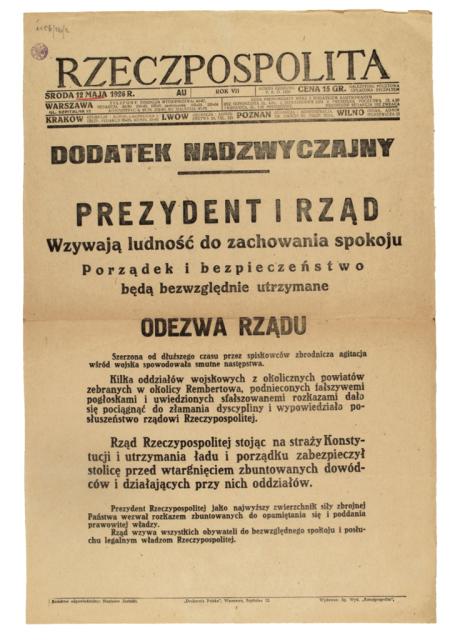 RZECZPOSPOLITA
ŚRODA 12 MAJA 1926 R. AU ROK VII CENA 15 GR.
WARSZAWA
KRAKÓW LWÓW POZNAŃ WILNO
DODATEK NADZWYCZAJNY
PREZYDENT I RZĄD
Wzywają ludność do zachowania spokoju
Porządek i bezpieczeństwo
będą bezwzględnie utrzymane
ODEZWA RZĄDU
Szerzona od dłuższego czasu przez spiskowców zbrodnicza agitacja
wśród wojska spowodowała smutne następstwa.
Kilka oddziałów wojskowych z okolicznych powiatów
zebranych w okolicy Rembertowa, podnieconych fałszywemi
pogłoskami i uwiedzionych sfałszowanemi rozkazami dało
się pociągnąć do złamania dyscypliny i wypowiedziało po-
słuszeństwo rządowi Rzeczypospolitej.
Rząd Rzeczypospolitej stojąc na straży Konsty-
tucji i utrzymania ładu i porządku zabezpieczył
stolicę przed wtargnięciem zbuntowanych dowód-
ców i działających przy nich oddziałów.
Prezydent Rzeczypospolitej jako najwyższy zwierzchnik siły zbrojnej
Państwa wezwał rozkazem zbuntowanych do opamiętania się i poddania
prawowitej władzy.
Rząd wzywa wszystkich obywateli do bezwzględnego spokoju i posłu-
chu legalnym władzom Rzeczypospolitej.